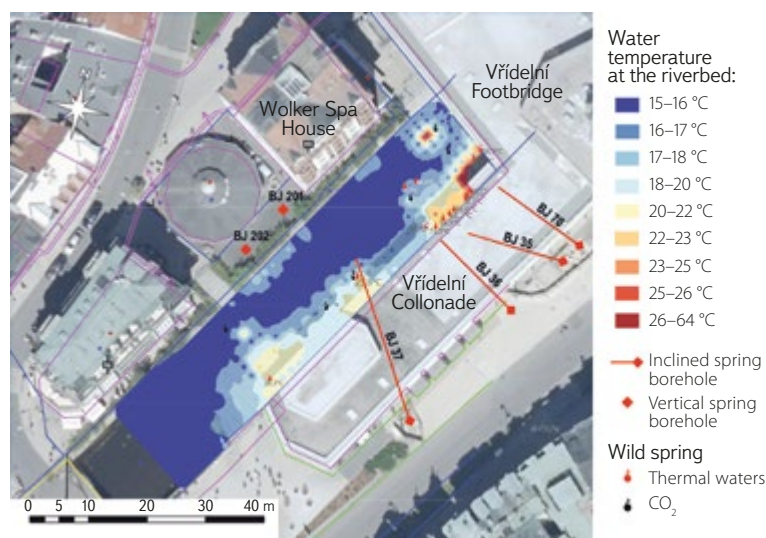 Vřídelní
Footbridge
Wolker Spa
House
BJ 201
BJ 202
BJ 76
BJ 35
BJ 36
Vřídelní
Collonade
BJ 37
0 5 10 20 30 40 m
Water
temperature
at the riverbed:
15–16 °C
16–17 °C
17–18 °C
18–20 °C
20–22 °C
22–23 °C
23–25 °C
25–26 °C
26–64 °C
Inclined spring
borehole
Vertical spring
borehole
Wild spring
Thermal waters
CO₂